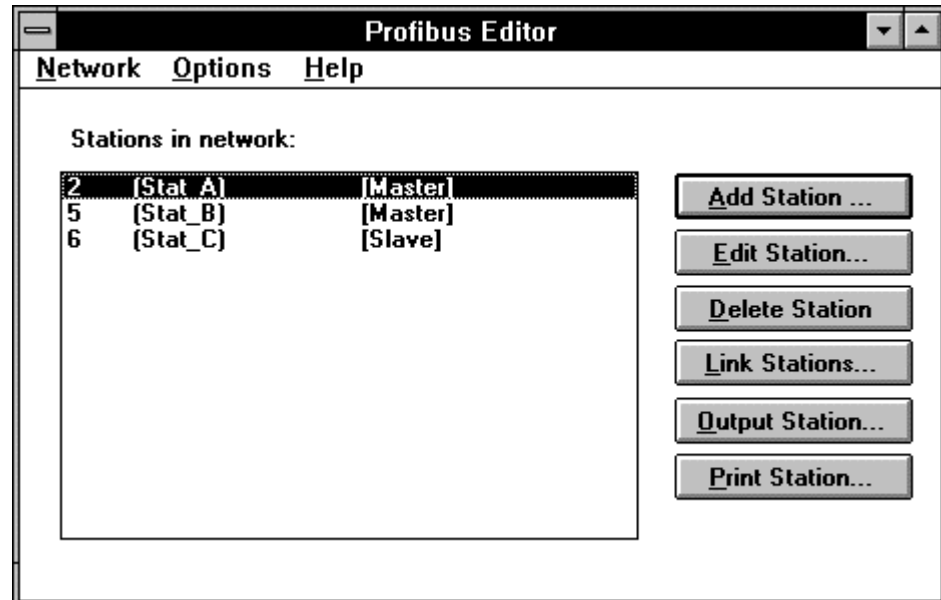 Profibus Editor
Network Options Help
Stations in network:
2 (Stat_A) [Master]
5 (Stat_B) [Master]
6 (Stat_C) [Slave]
Add Station ...
Edit Station...
Delete Station
Link Stations...
Output Station...
Print Station...